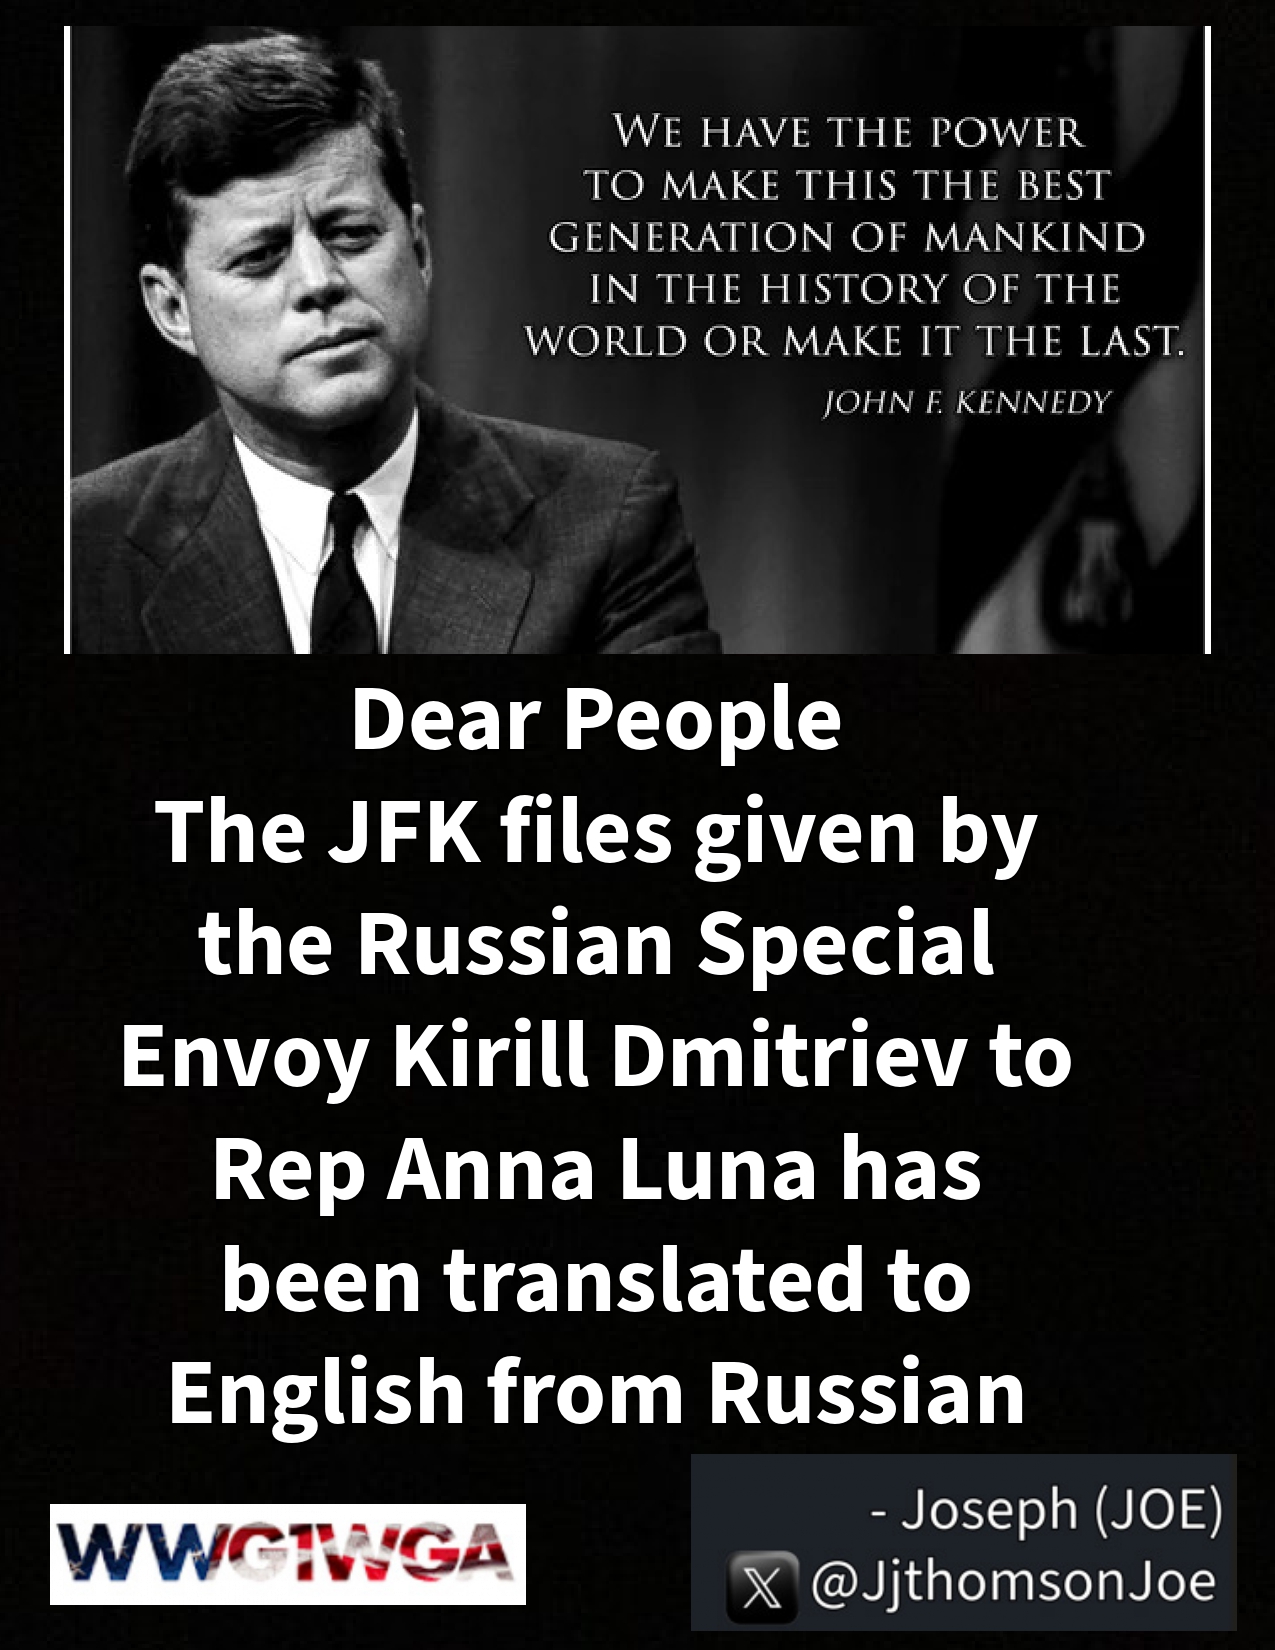 WE HAVE THE POWER
TO MAKE THIS THE BEST
GENERATION OF MANKIND
IN THE HISTORY OF THE
WORLD OR MAKE IT THE LAST.
JOHN F. KENNEDY
Dear People
The JFK files given by
the Russian Special
Envoy Kirill Dmitriev to
Rep Anna Luna has
been translated to
English from Russian
WWG1WGA
- Joseph (JOE)
X @JjthomsonJoe